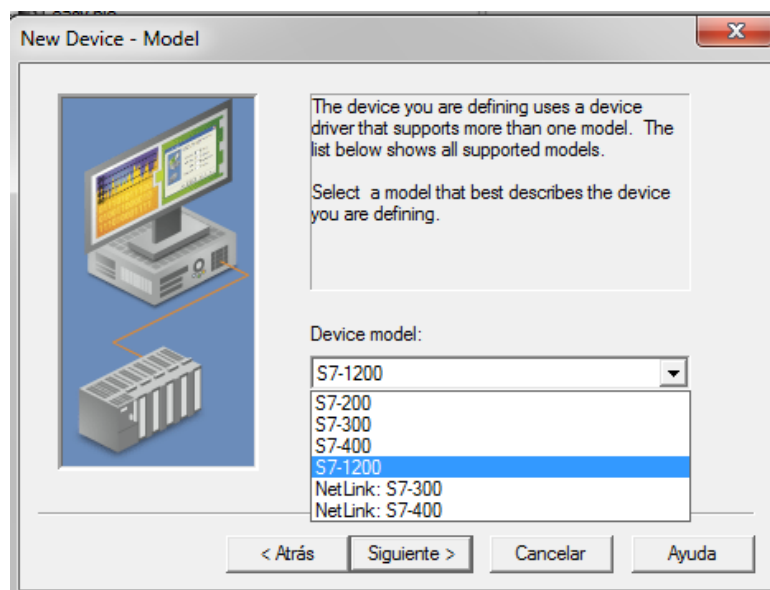 New Device - Model
The device you are defining uses a device
driver that supports more than one model. The
list below shows all supported models.
Select a model that best describes the device
you are defining.
Device model:
S7-1200
S7-200
S7-300
S7-400
S7-1200
NetLink: S7-300
NetLink: S7-400
< Atrás Siguiente > Cancelar Ayuda